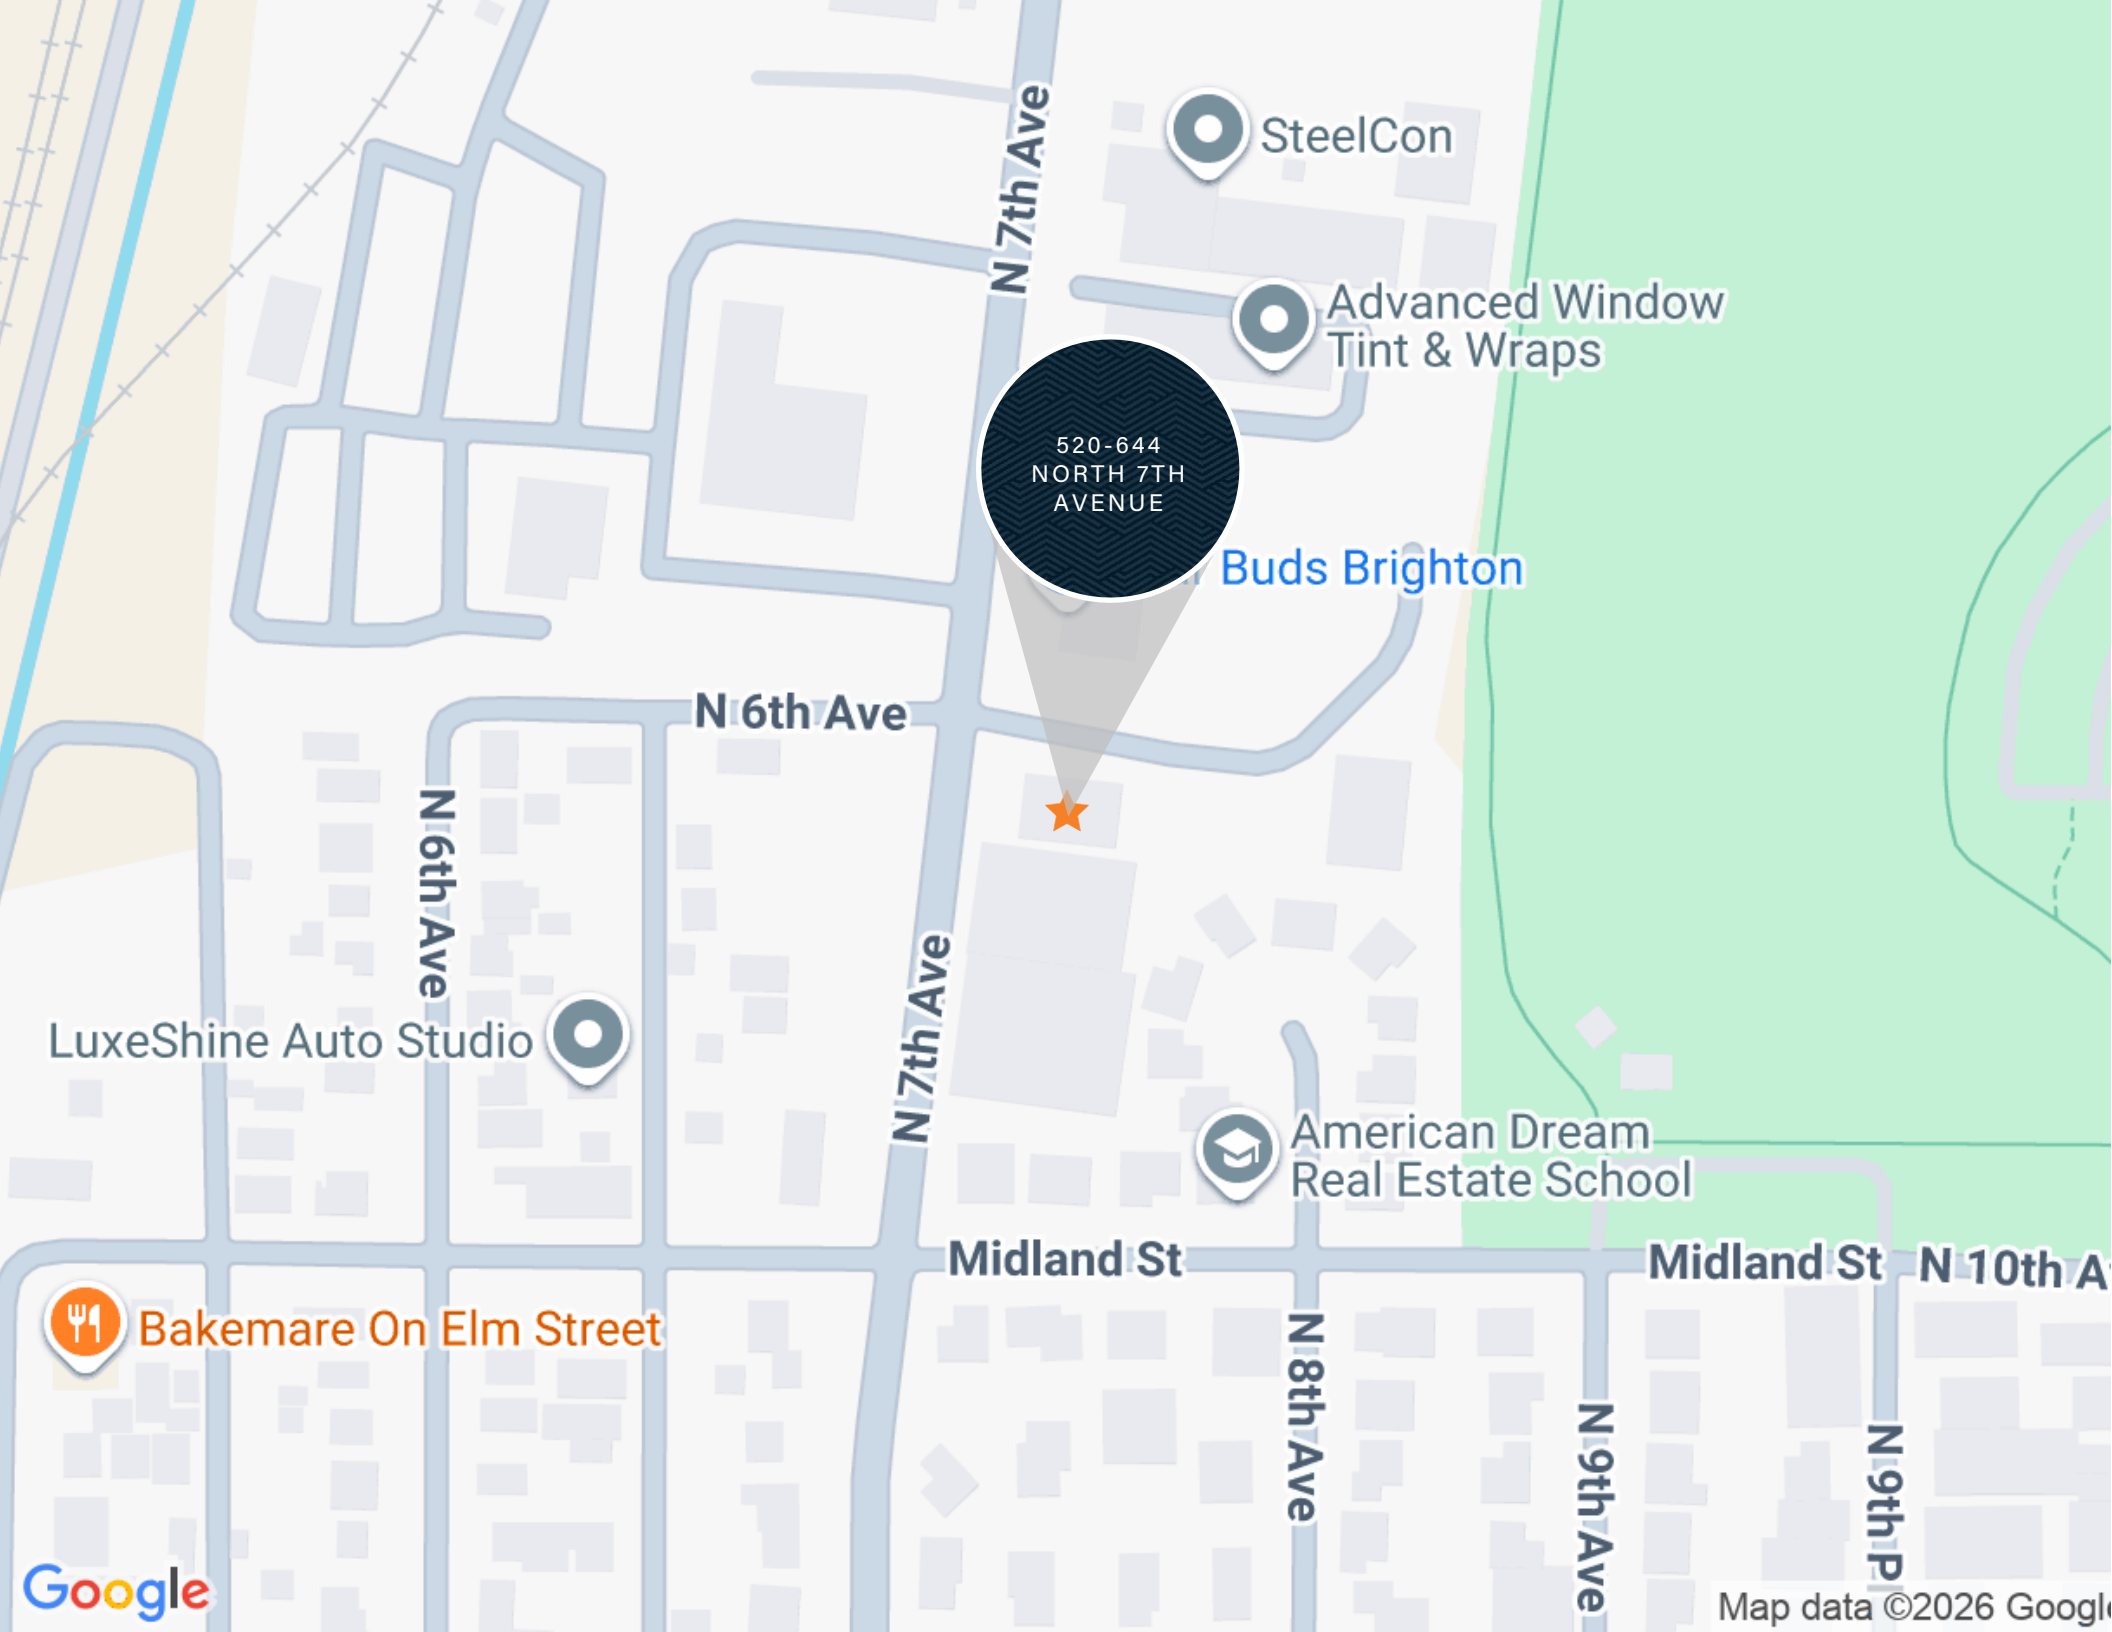 N 7th Ave
SteelCon
Advanced Window
Tint & Wraps
520-644
NORTH 7TH
AVENUE
Buds Brighton
N 6th Ave
N 6th Ave
N 7th Ave
LuxeShine Auto Studio
American Dream
Real Estate School
Midland St
Midland St
N 10th A
Bakemare On Elm Street
N 8th Ave
N 9th Ave
N 9th Pl
Google
Map data ©2026 Google